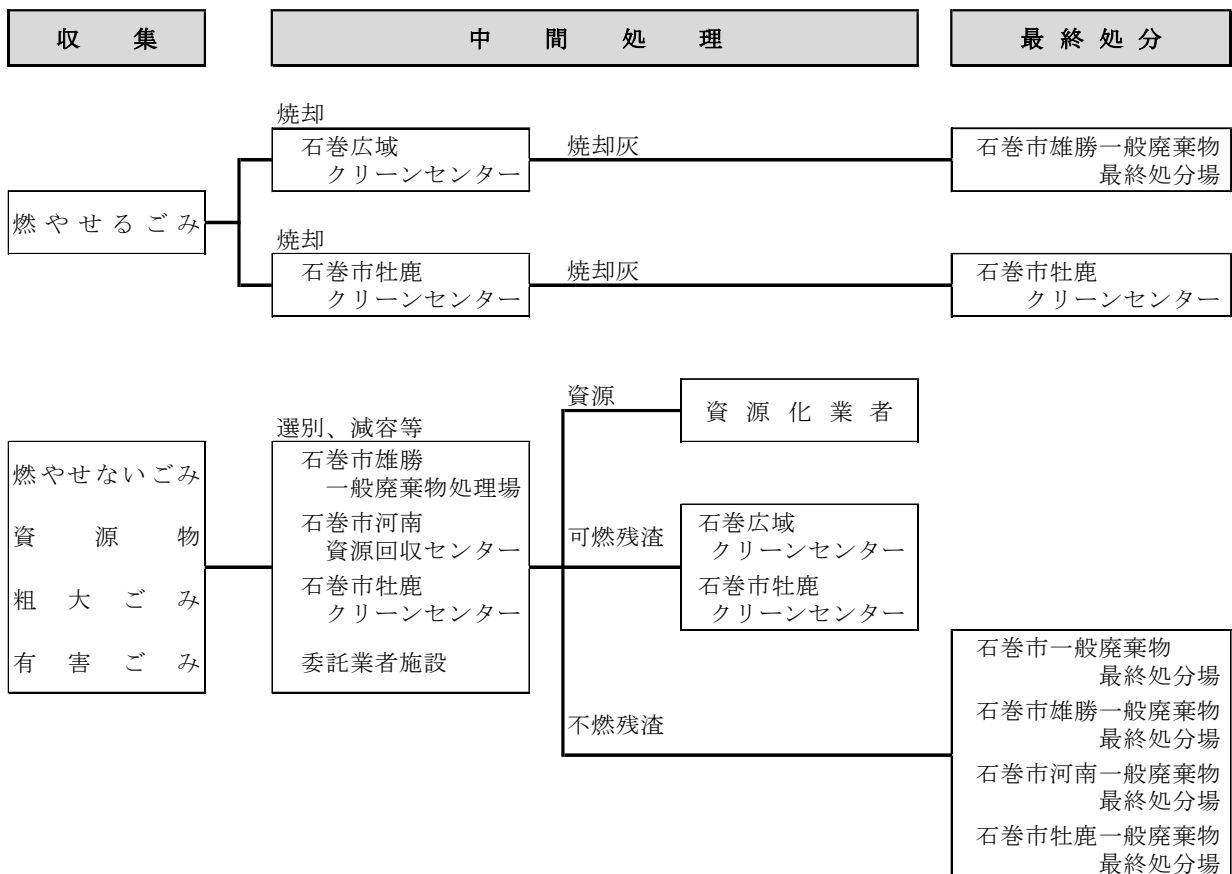 収集
中間処理
最終処分
焼却
石巻広域
クリーンセンター
焼却灰
石巻市雄勝一般廃棄物
最終処分場
燃やせるごみ
焼却
石巻市牡鹿
クリーンセンター
焼却灰
石巻市牡鹿
クリーンセンター
資源
資源化業者
選別、減容等
燃やせないごみ
資源物
粗大ごみ
有害ごみ
石巻市雄勝
一般廃棄物処理場
石巻市河南
資源回収センター
石巻市牡鹿
クリーンセンター
委託業者施設
可燃残渣
石巻広域
クリーンセンター
石巻市牡鹿
クリーンセンター
不燃残渣
石巻市一般廃棄物
最終処分場
石巻市雄勝一般廃棄物
最終処分場
石巻市河南一般廃棄物
最終処分場
石巻市牡鹿一般廃棄物
最終処分場